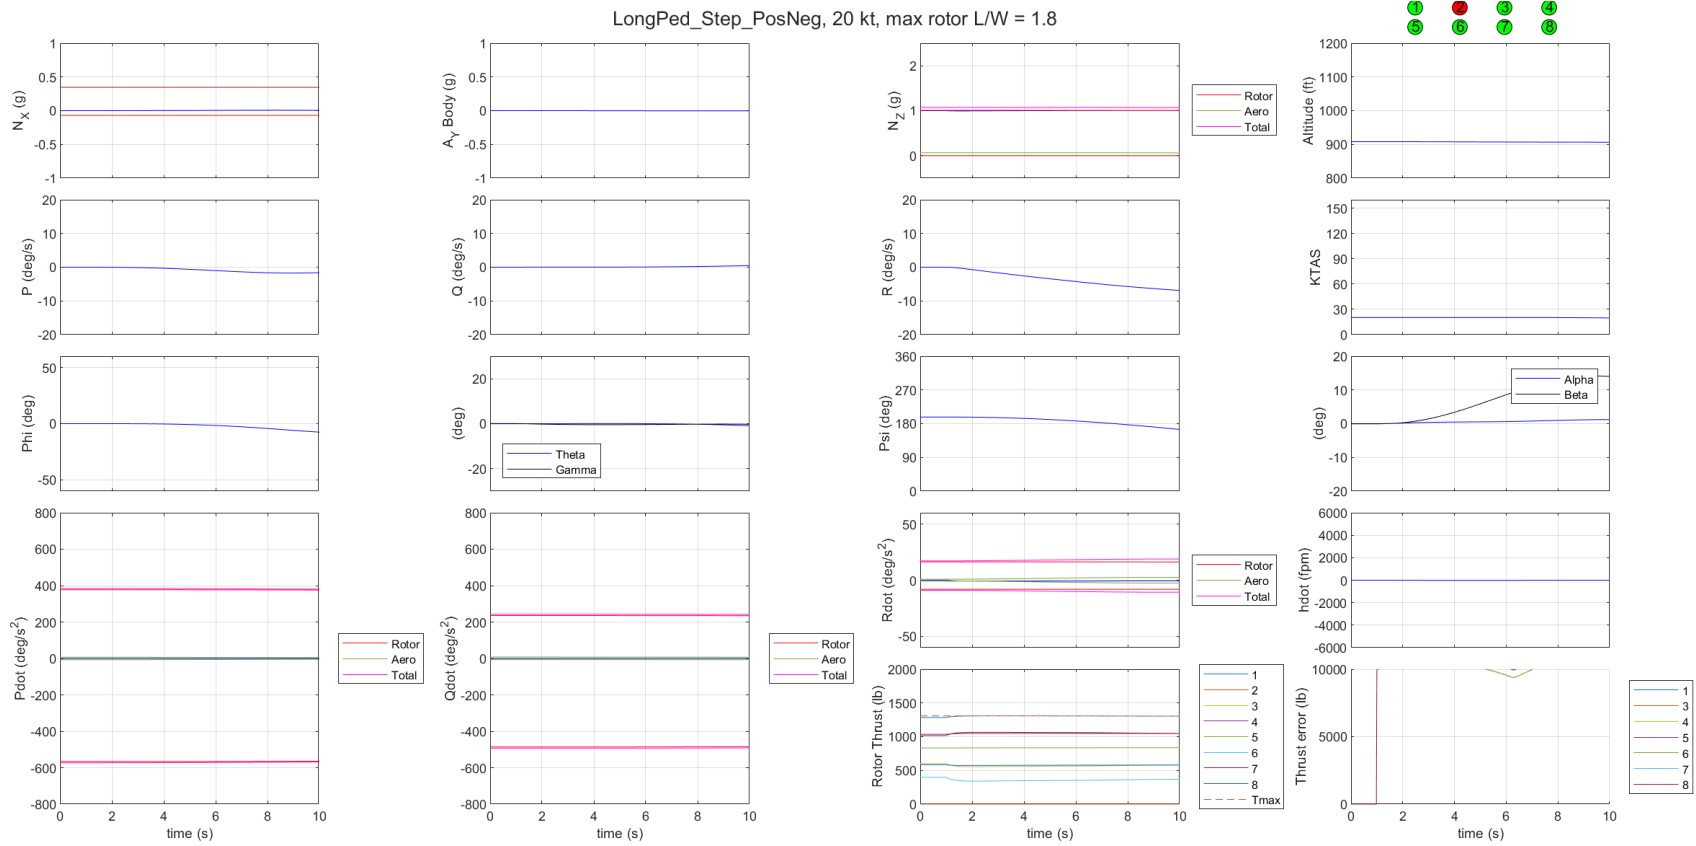 LongPed_Step_PosNeg, 20 kt, max rotor L/W = 1.8
1 2 3 4
5 6 7 8
N_X (g)
1
0.5
0
-0.5
-1
A_Y Body (g)
1
0.5
0
-0.5
-1
N_Z (g)
2
1
0
Rotor
Aero
Total
Altitude (ft)
1200
1100
1000
900
800
P (deg/s)
20
10
0
-10
-20
Q (deg/s)
20
10
0
-10
-20
R (deg/s)
20
10
0
-10
-20
KTAS
150
120
90
60
30
0
Phi (deg)
50
0
-50
(deg)
20
0
-20
Theta
Gamma
Psi (deg)
360
270
180
90
0
(deg)
20
10
0
-10
-20
Alpha
Beta
Pdot (deg/s²)
800
600
400
200
0
-200
-400
-600
-800
0 2 4 6 8 10
time (s)
Rotor
Aero
Total
Qdot (deg/s²)
800
600
400
200
0
-200
-400
-600
-800
0 2 4 6 8 10
time (s)
Rotor
Aero
Total
Rdot (deg/s²)
50
0
-50
Rotor
Aero
Total
hdot (fpm)
6000
4000
2000
0
-2000
-4000
-6000
Rotor Thrust (lb)
2000
1500
1000
500
0
0 2 4 6 8 10
time (s)
1
2
3
4
5
6
7
8
Tmax
Thrust error (lb)
10000
5000
0
0 2 4 6 8 10
time (s)
1
3
4
5
6
7
8